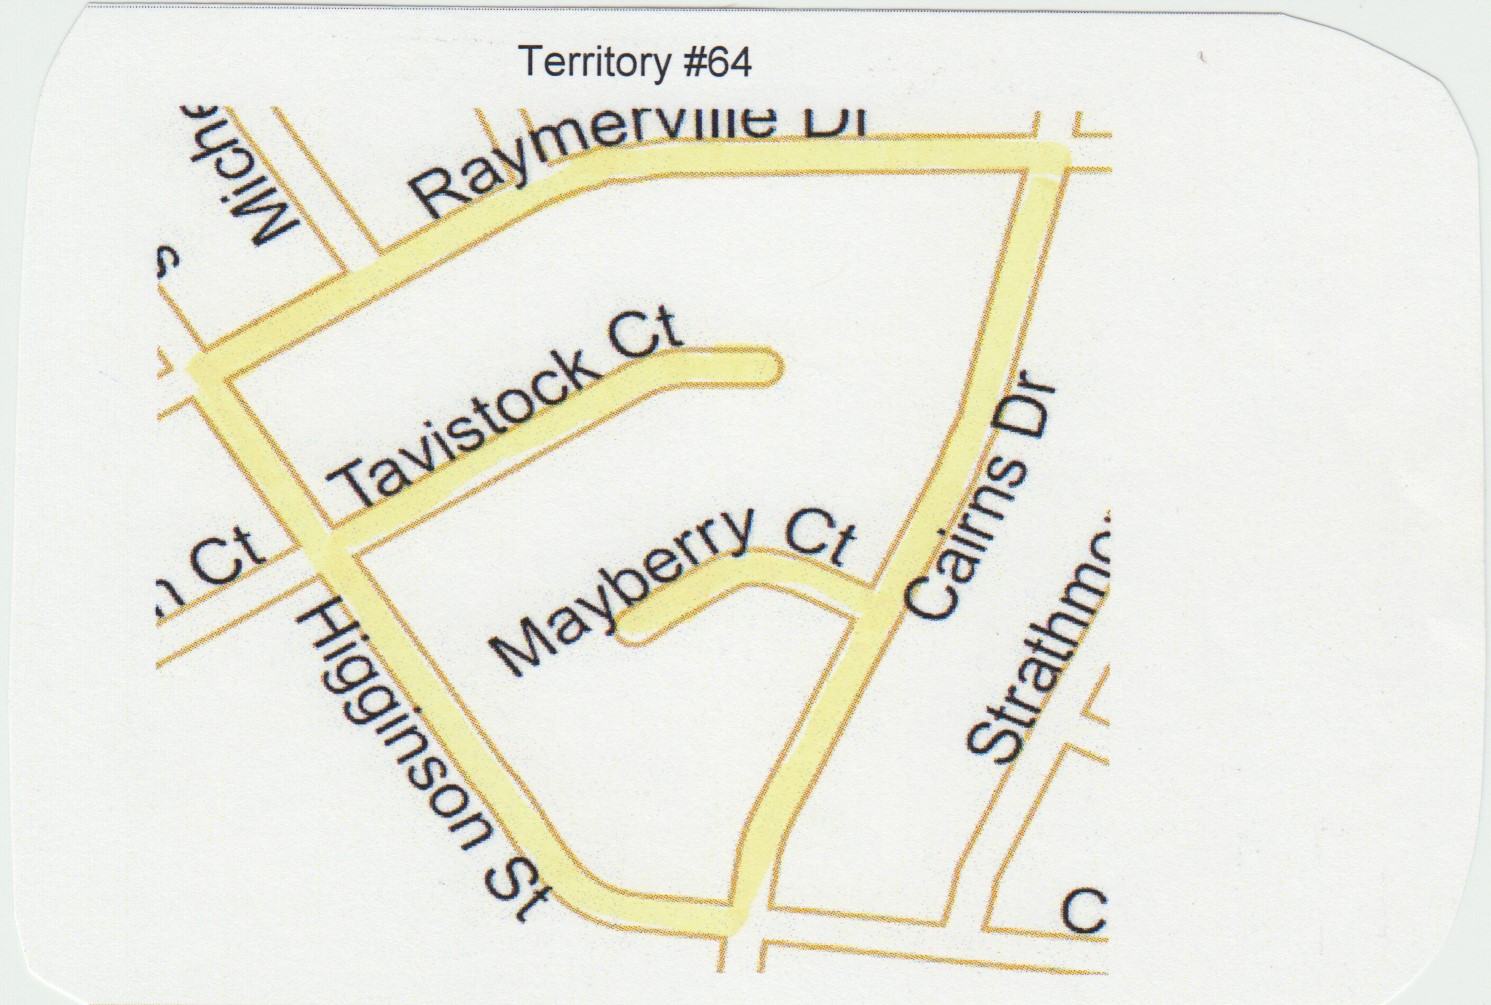 Territory #64
Raymerville Dr
Tavistock Ct
Mayberry Ct
Cairns Dr
Ct
Higginson St